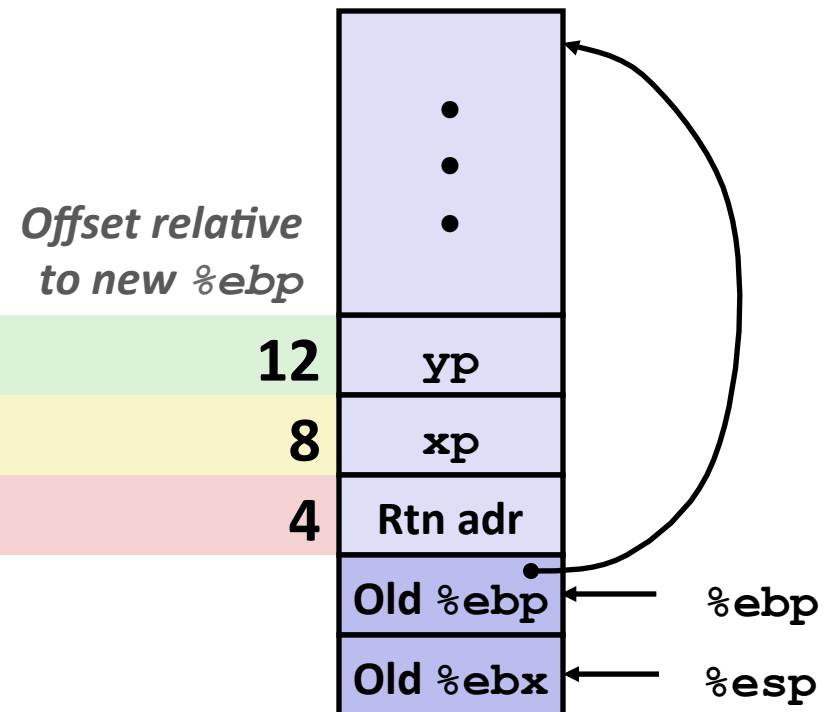 Offset relative
to new %ebp
12 yp
8 xp
4 Rtn adr
Old %ebp %ebp
Old %ebx %esp